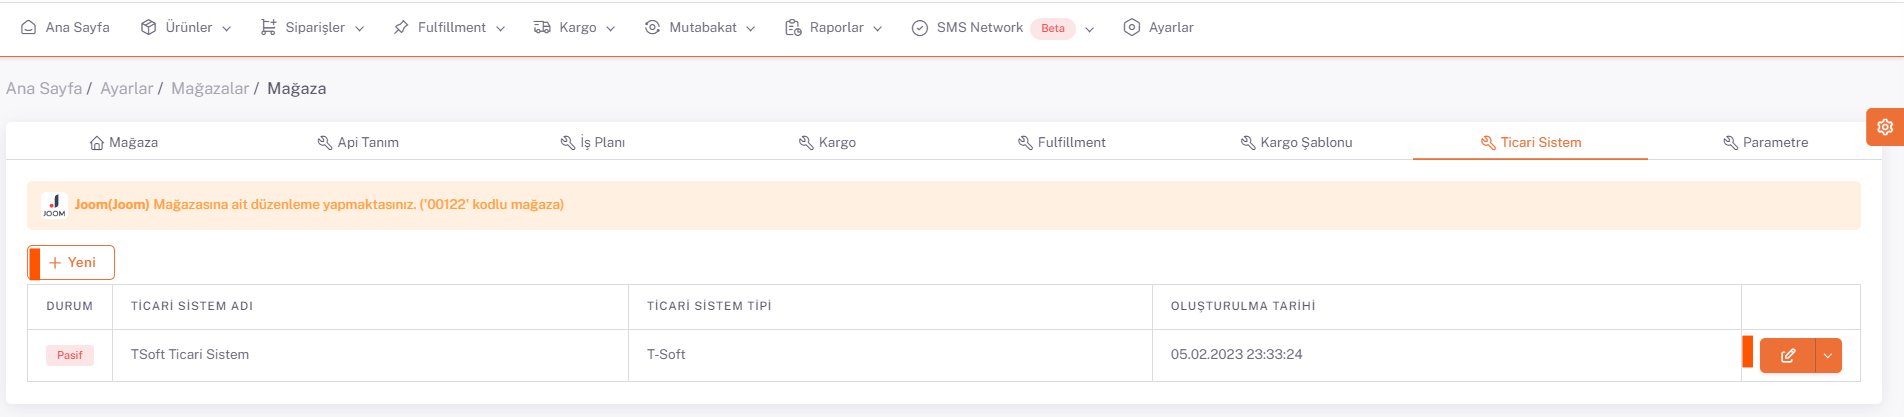 Ana Sayfa Ürünler Siparişler Fulfillment Kargo Mutabakat Raporlar SMS Network Beta Ayarlar
Ana Sayfa / Ayarlar / Mağazalar / Mağaza
Mağaza Api Tanım İş Planı Kargo Fulfillment Kargo Şablonu Ticari Sistem Parametre
JOOM Joom(Joom) Mağazasına ait düzenleme yapmaktasınız. ('00122' kodlu mağaza)
+ Yeni
DURUM TİCARİ SİSTEM ADI TİCARİ SİSTEM TİPİ OLUŞTURULMA TARİHİ
Pasif TSoft Ticari Sistem T-Soft 05.02.2023 23:33:24